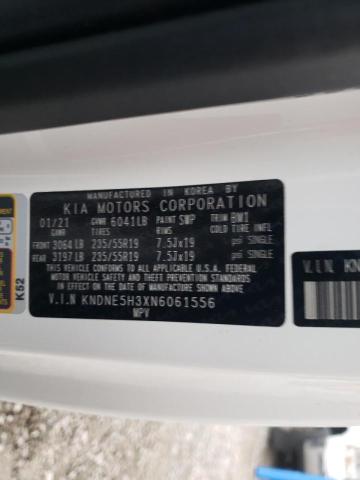 MANUFACTURED IN KOREA BY
KIA MOTORS CORPORATION
01/21 GVWR 6041LB PAINT SWP TRIM BM1
GAWR TIRES RIMS COLD TIRE INFL
FRONT 3064LB 235/55R19 7.5Jx19 psi SINGLE
REAR 3197LB 235/55R19 7.5Jx19 psi SINGLE
THIS VEHICLE CONFORMS TO ALL APPLICABLE
FEDERAL MOTOR VEHICLE SAFETY AND
THEFT PREVENTION STANDARDS IN EFFECT ON
THE DATE OF MANUFACTURE SHOWN ABOVE
V.I.N KNDNE5H3XN6061556
MPV
K52
V.I.N. KN